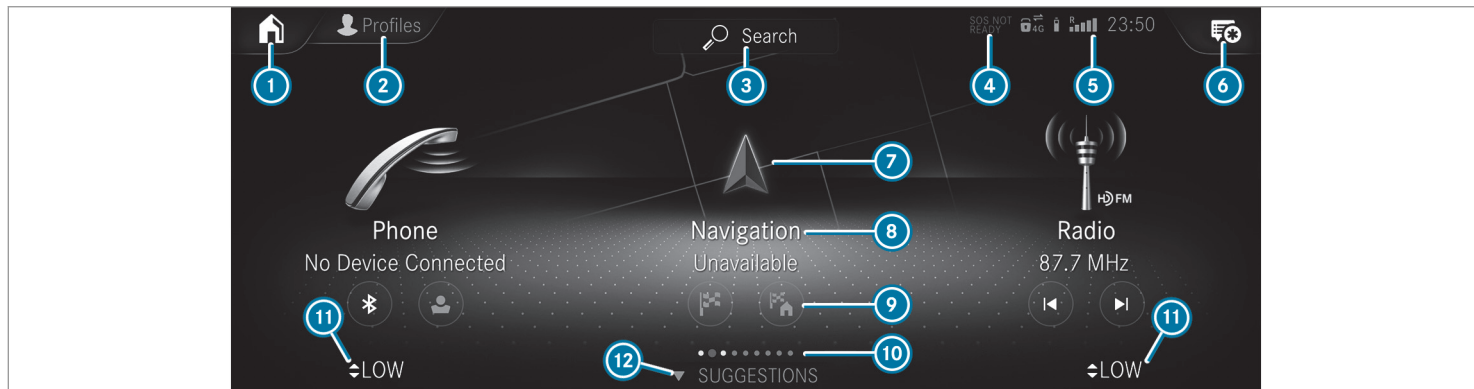 Profiles
Search
SOS NOT READY
4G
R
23:50
1
2
3
4
5
6
7
HD FM
Phone
Navigation
8
Radio
No Device Connected
Unavailable
87.7 MHz
9
11
11
10
12
LOW
SUGGESTIONS
LOW